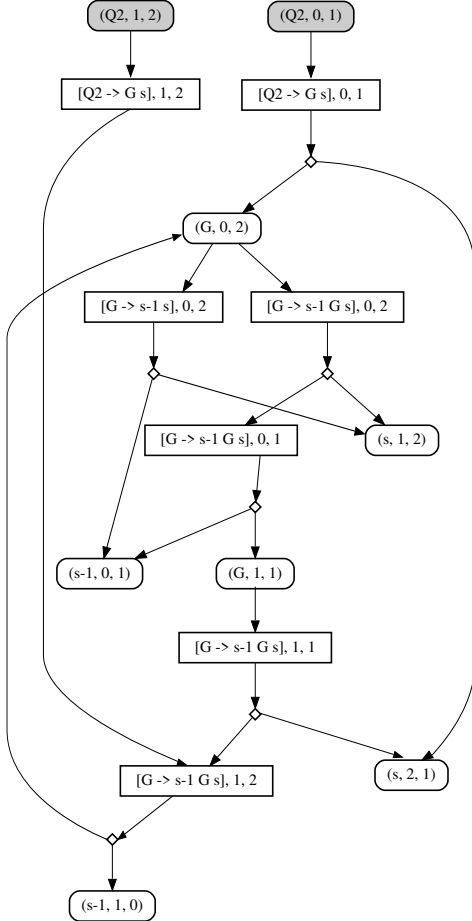 (Q2, 1, 2)
(Q2, 0, 1)
[Q2 -> G s], 1, 2
[Q2 -> G s], 0, 1
(G, 0, 2)
[G -> s-1 s], 0, 2
[G -> s-1 G s], 0, 2
[G -> s-1 G s], 0, 1
(s, 1, 2)
(s-1, 0, 1)
(G, 1, 1)
[G -> s-1 G s], 1, 1
[G -> s-1 G s], 1, 2
(s, 2, 1)
(s-1, 1, 0)